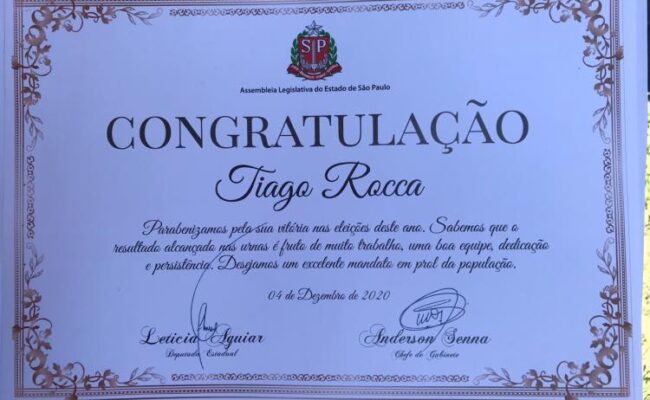 SP
Assembleia Legislativa do Estado de São Paulo
CONGRATULAÇÃO
Tiago Rocca
Parabenizamos pela sua vitória nas eleições deste ano. Sabemos que o
resultado alcançado nas urnas é fruto de muito trabalho, uma boa equipe, dedicação
e persistência. Desejamos um excelente mandato em prol da população.
04 de Dezembro de 2020
Leticia Aguiar Anderson Senna
Deputada Estadual Chefe de Gabinete